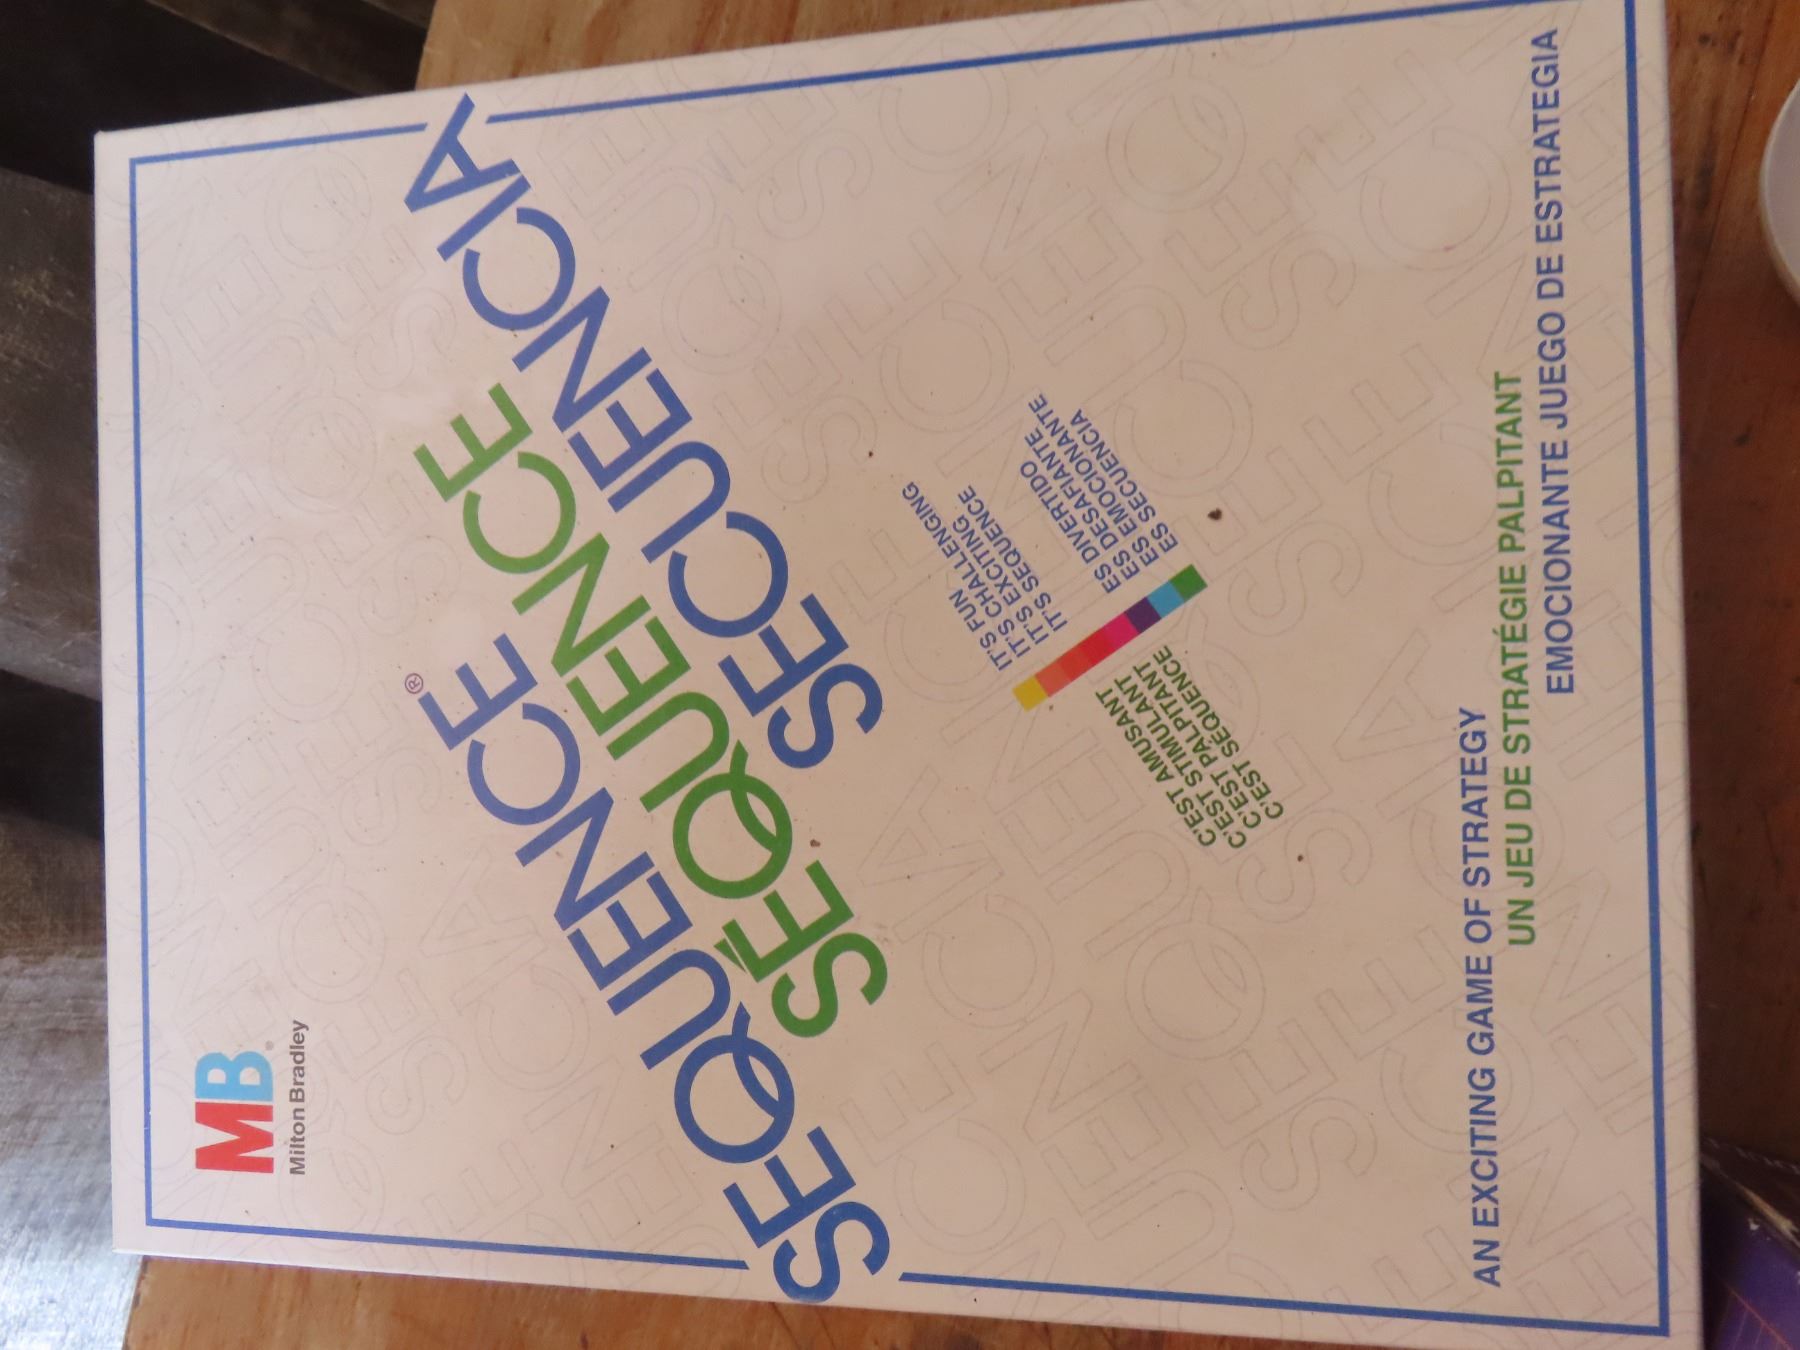 MB®
Milton Bradley
SEQUENCE®
SÉQUENCE
SECUENCIA
IT'S FUN
IT'S CHALLENGING
IT'S EXCITING
IT'S SEQUENCE
C'EST AMUSANT
C'EST STIMULANT
C'EST PALPITANT
C'EST SÉQUENCE
ES DIVERTIDO
ES DESAFIANTE
ES EMOCIONANTE
ES SECUENCIA
AN EXCITING GAME OF STRATEGY
UN JEU DE STRATÉGIE PALPITANT
EMOCIONANTE JUEGO DE ESTRATEGIA